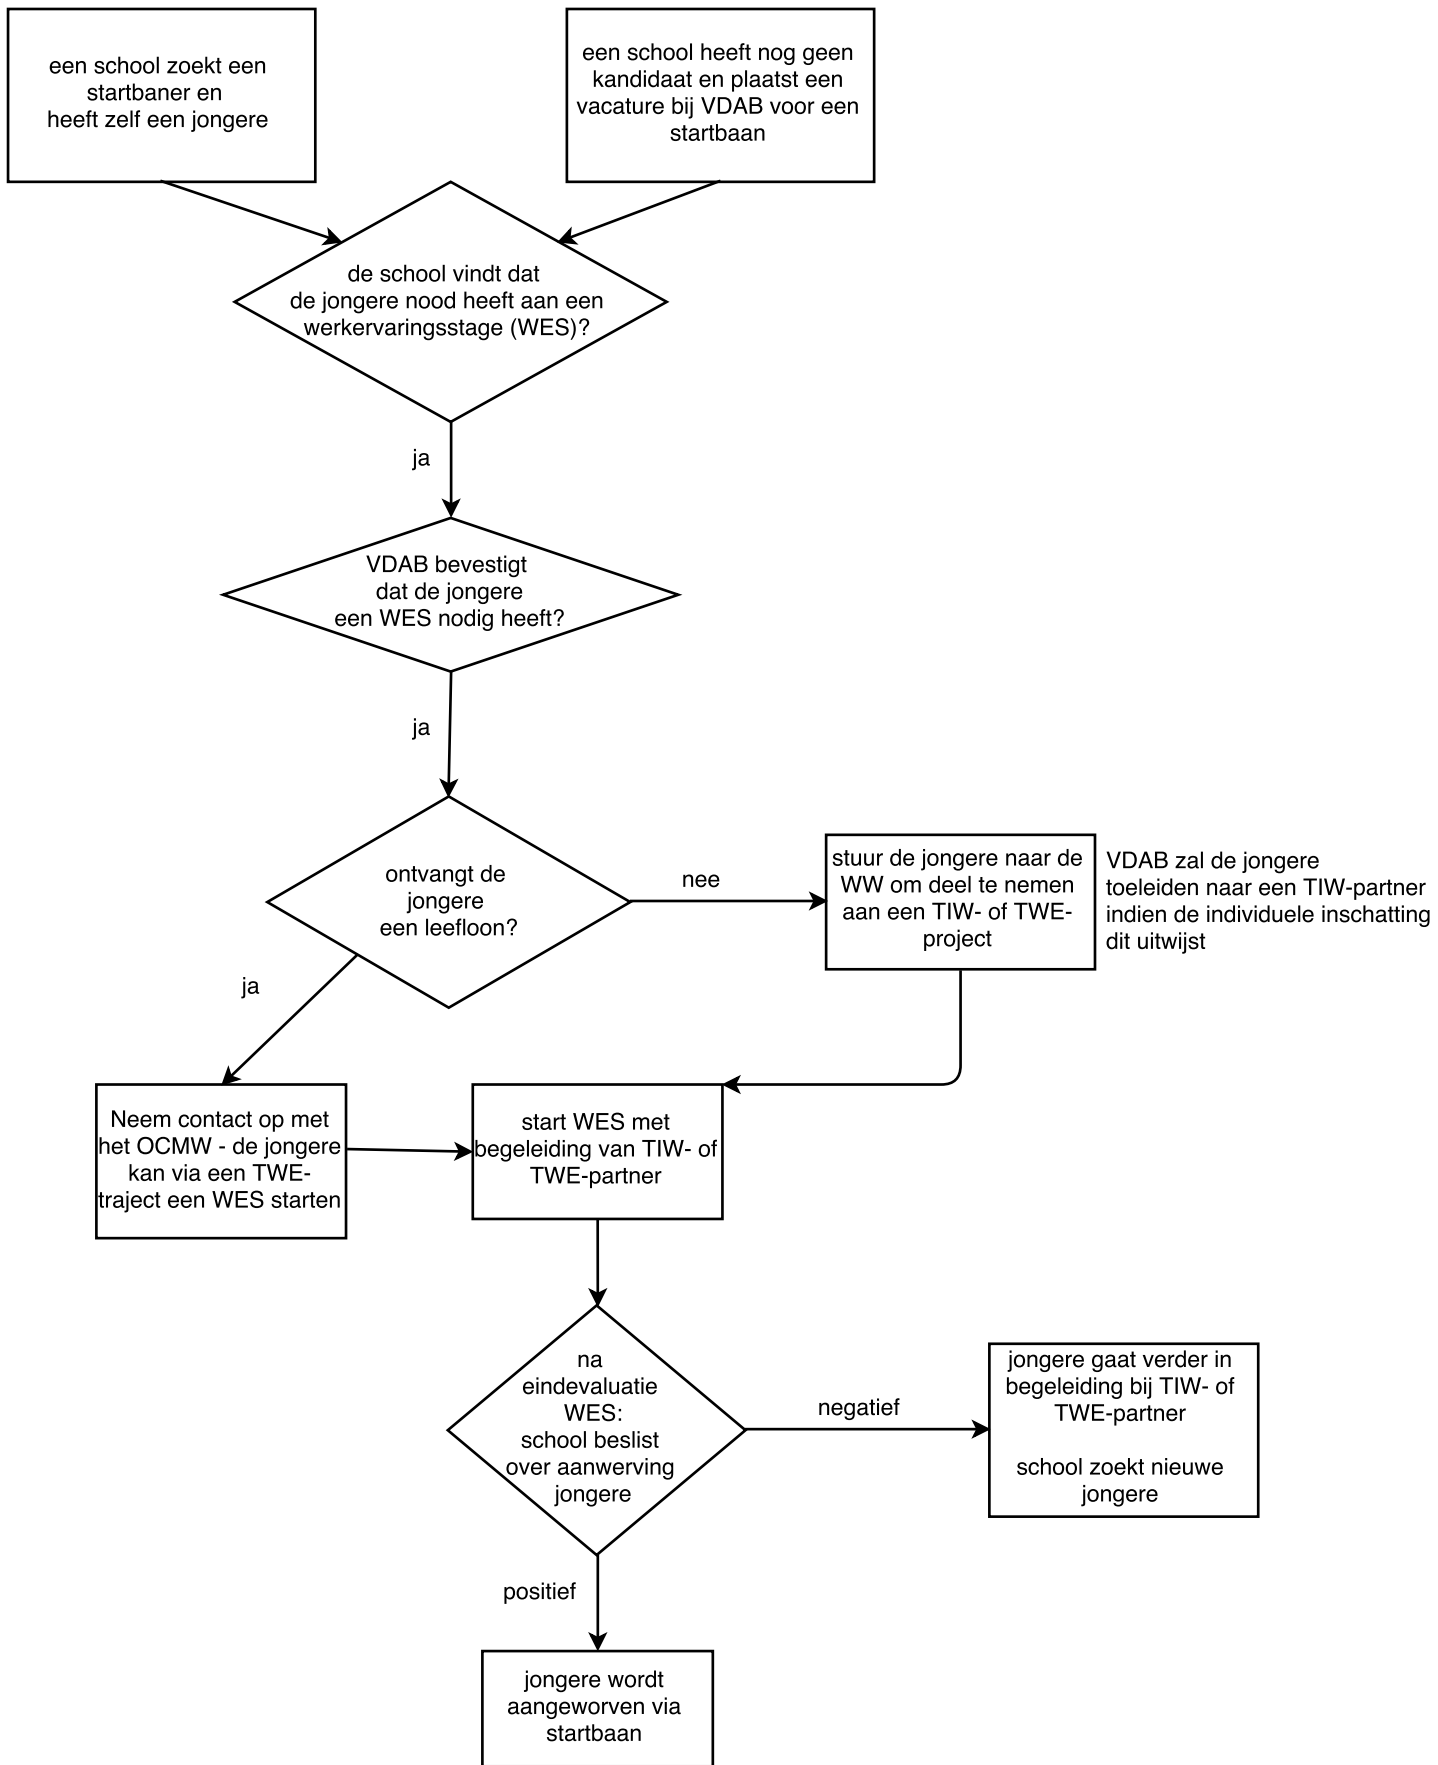 een school zoekt een
startbaner en
heeft zelf een jongere
een school heeft nog geen
kandidaat en plaatst een
vacature bij VDAB voor een
startbaan
de school vindt dat
de jongere nood heeft aan een
werkervaringsstage (WES)?
ja
VDAB bevestigt
dat de jongere
een WES nodig heeft?
ja
ontvangt de
jongere
een leefloon?
nee
stuur de jongere naar de
WW om deel te nemen
aan een TIW- of TWE-
project
VDAB zal de jongere
toeleiden naar een TIW-partner
indien de individuele inschatting
dit uitwijst
ja
Neem contact op met
het OCMW - de jongere
kan via een TWE-
traject een WES starten
start WES met
begeleiding van TIW- of
TWE-partner
na
eindevaluatie
WES:
school beslist
over aanwerving
jongere
negatief
jongere gaat verder in
begeleiding bij TIW- of
TWE-partner
school zoekt nieuwe
jongere
positief
jongere wordt
aangeworven via
startbaan